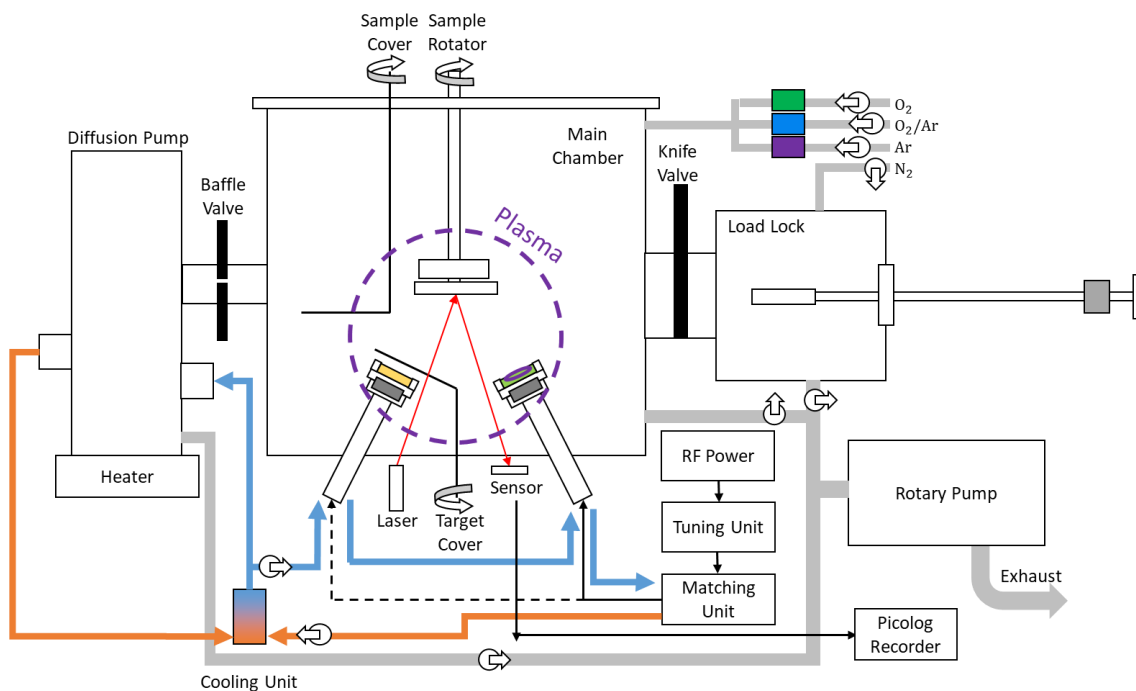 Sample
Cover
Sample
Rotator
Diffusion Pump
Baffle
Valve
Main
Chamber
Knife
Valve
O₂
O₂/Ar
Ar
N₂
Load Lock
Plasma
Heater
Laser
Target
Cover
Sensor
RF Power
Tuning Unit
Matching
Unit
Rotary Pump
Exhaust
Picolog
Recorder
Cooling Unit